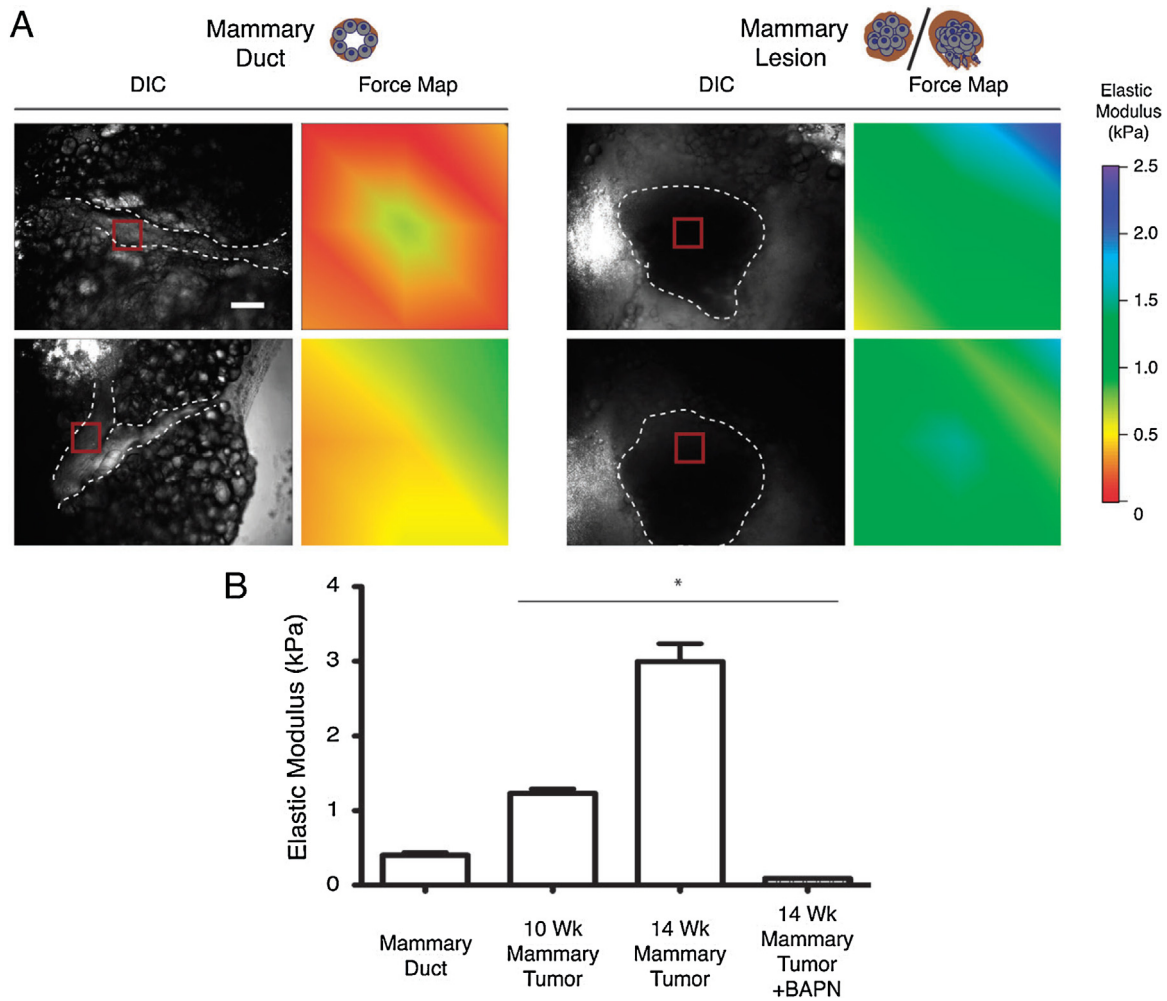 A
Mammary
Duct
Mammary
Lesion
DIC
Force Map
DIC
Force Map
Elastic
Modulus
(kPa)
2.5
2.0
1.5
1.0
0.5
0
B
*
Elastic Modulus (kPa)
4
3
2
1
0
Mammary
Duct
10 Wk
Mammary
Tumor
14 Wk
Mammary
Tumor
14 Wk
Mammary
Tumor
+BAPN